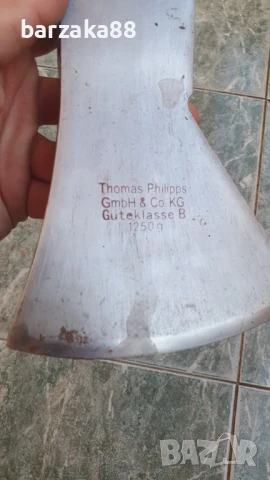 barzaka88
Thomas Philipps
GmbH & Co. KG
Güteklasse B
1250 g
BAZAR